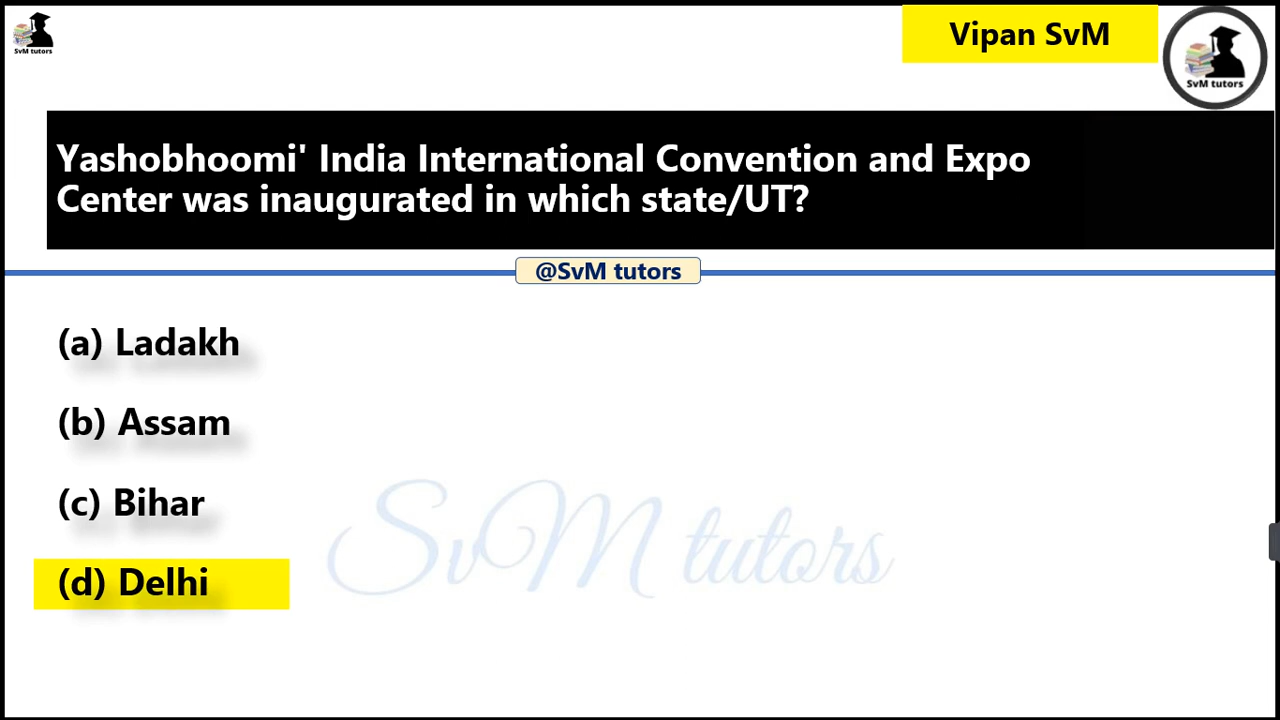 SvM tutors
Vipan SvM
SvM tutors
Yashobhoomi' India International Convention and Expo
Center was inaugurated in which state/UT?
@SvM tutors
(a) Ladakh
(b) Assam
(c) Bihar
(d) Delhi
SvM tutors